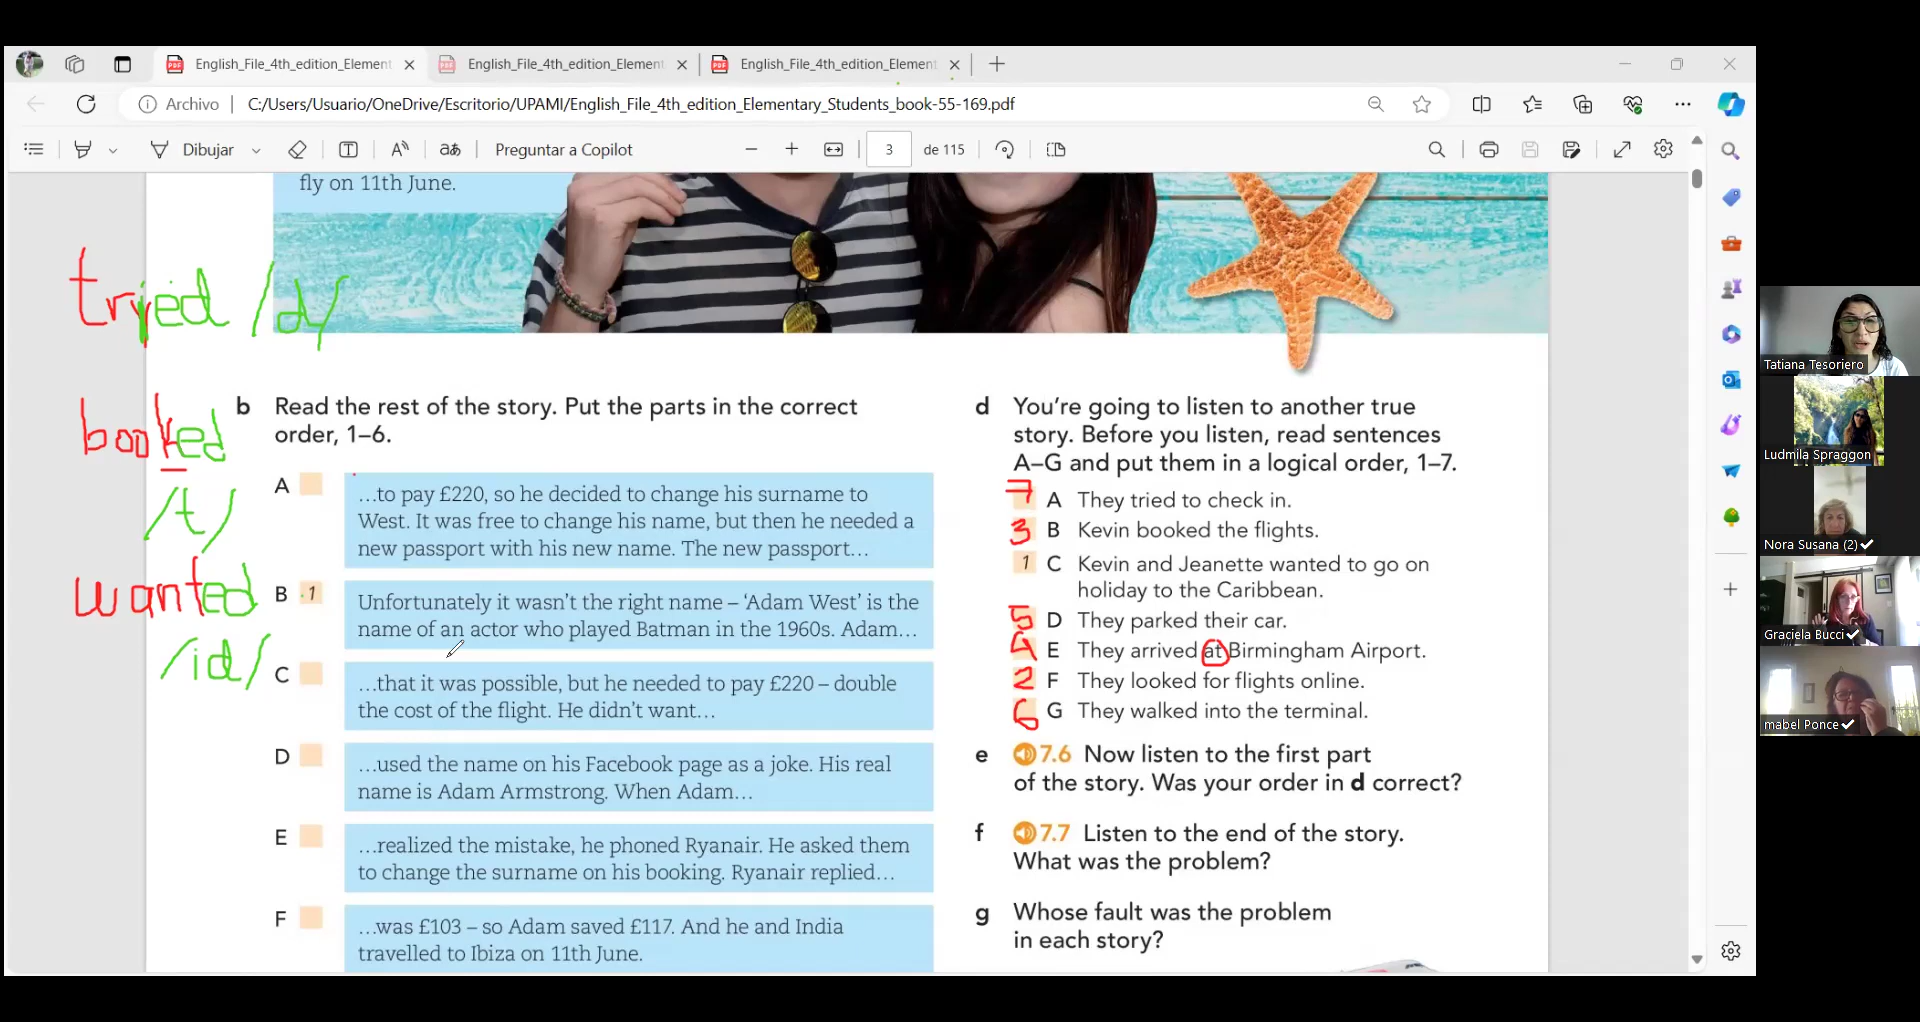 English_File_4th_edition_Element
English_File_4th_edition_Element
English_File_4th_edition_Element
Archivo
C:/Users/Usuario/OneDrive/Escritorio/UPAMI/English_File_4th_edition_Elementary_Students_book-55-169.pdf
Dibujar
Preguntar a Copilot
3 de 115
fly on 11th June.
tried /d/
booked
/t/
wanted
/id/
b Read the rest of the story. Put the parts in the correct
order, 1–6.
A
…to pay £220, so he decided to change his surname to
West. It was free to change his name, but then he needed a
new passport with his new name. The new passport…
B 1
Unfortunately it wasn't the right name – 'Adam West' is the
name of an actor who played Batman in the 1960s. Adam…
C
…that it was possible, but he needed to pay £220 – double
the cost of the flight. He didn't want…
D
…used the name on his Facebook page as a joke. His real
name is Adam Armstrong. When Adam…
E
…realized the mistake, he phoned Ryanair. He asked them
to change the surname on his booking. Ryanair replied…
F
…was £103 – so Adam saved £117. And he and India
travelled to Ibiza on 11th June.
d You're going to listen to another true
story. Before you listen, read sentences
A–G and put them in a logical order, 1–7.
7 A They tried to check in.
3 B Kevin booked the flights.
1 C Kevin and Jeanette wanted to go on
holiday to the Caribbean.
5 D They parked their car.
4 E They arrived at Birmingham Airport.
2 F They looked for flights online.
6 G They walked into the terminal.
e 7.6 Now listen to the first part
of the story. Was your order in d correct?
f 7.7 Listen to the end of the story.
What was the problem?
g Whose fault was the problem
in each story?
Tatiana Tesoriero
Ludmila Spraggon
Nora Susana (2)
Graciela Bucci
mabel Ponce